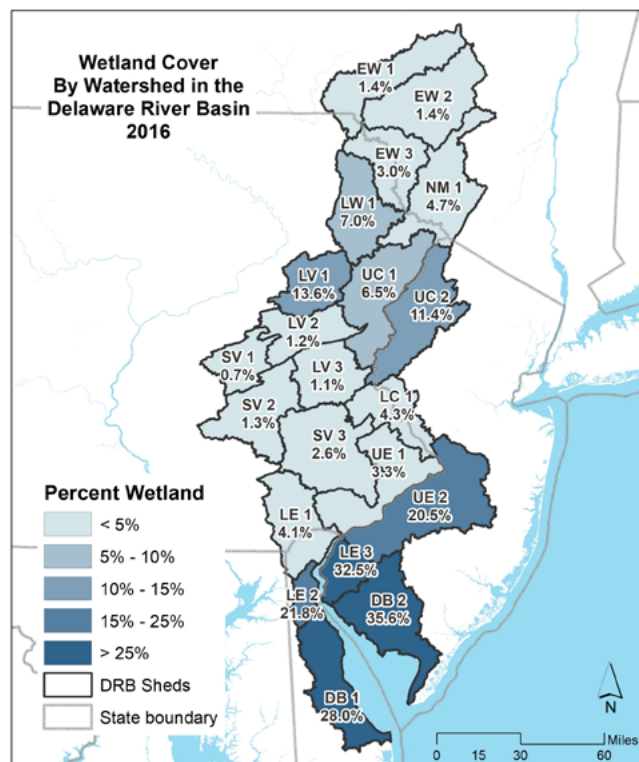 Wetland Cover
By Watershed in the
Delaware River Basin
2016
EW 1
1.4%
EW 2
1.4%
EW 3
3.0%
NM 1
4.7%
LW 1
7.0%
LV 1
13.6%
UC 1
6.5%
UC 2
11.4%
LV 2
1.2%
SV 1
0.7%
LV 3
1.1%
LC 1
4.3%
SV 2
1.3%
SV 3
2.6%
UE 1
3.3%
UE 2
20.5%
LE 1
4.1%
LE 3
32.5%
LE 2
21.8%
DB 2
35.6%
DB 1
28.0%
Percent Wetland
< 5%
5% - 10%
10% - 15%
15% - 25%
> 25%
DRB Sheds
State boundary
N
Miles
0 15 30 60